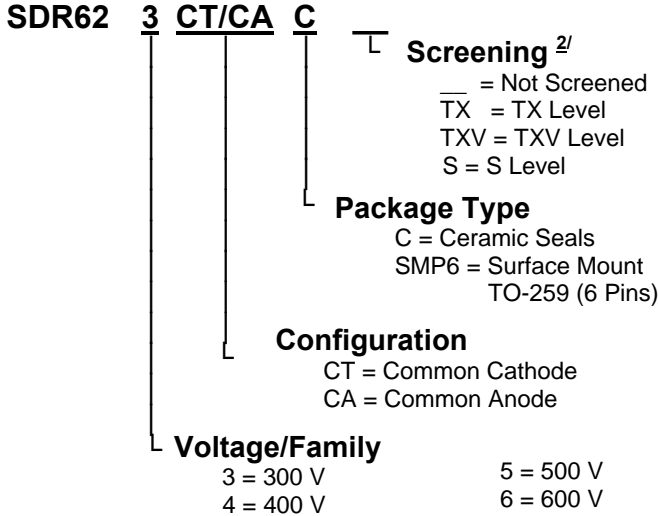 SDR62 3 CT/CA C __
Screening 2/
__ = Not Screened
TX = TX Level
TXV = TXV Level
S = S Level
Package Type
C = Ceramic Seals
SMP6 = Surface Mount
TO-259 (6 Pins)
Configuration
CT = Common Cathode
CA = Common Anode
Voltage/Family
3 = 300 V 5 = 500 V
4 = 400 V 6 = 600 V